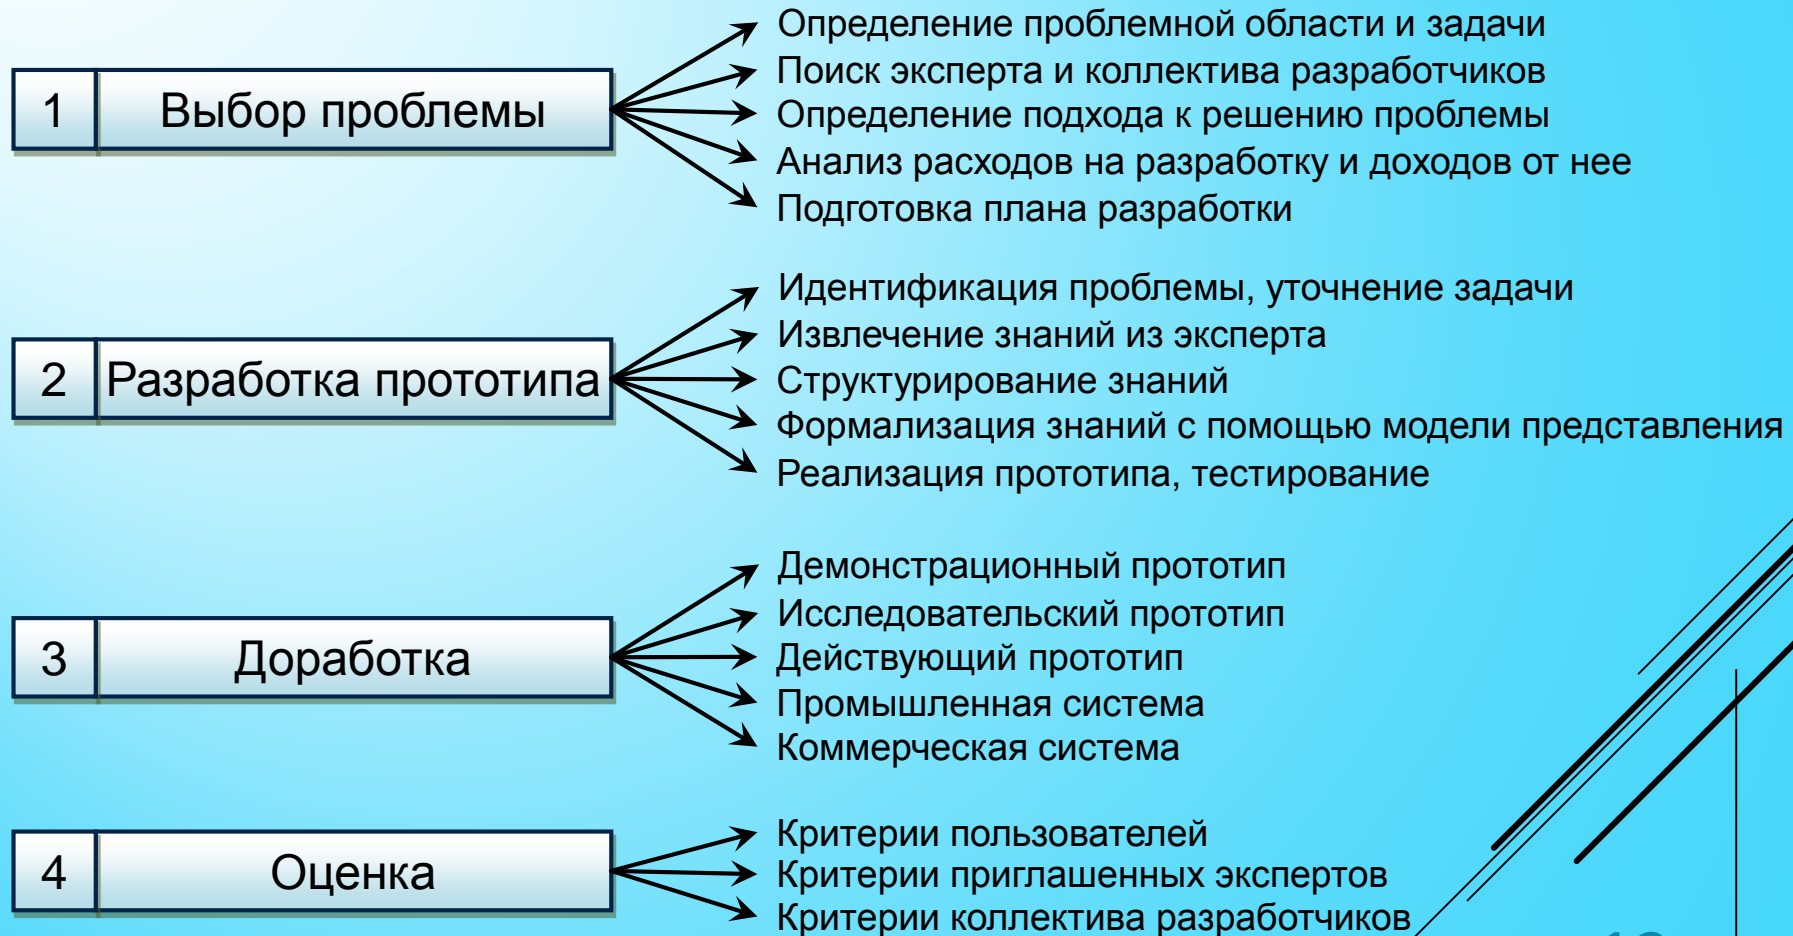 1 Выбор проблемы
Определение проблемной области и задачи
Поиск эксперта и коллектива разработчиков
Определение подхода к решению проблемы
Анализ расходов на разработку и доходов от нее
Подготовка плана разработки
2 Разработка прототипа
Идентификация проблемы, уточнение задачи
Извлечение знаний из эксперта
Структурирование знаний
Формализация знаний с помощью модели представления
Реализация прототипа, тестирование
3 Доработка
Демонстрационный прототип
Исследовательский прототип
Действующий прототип
Промышленная система
Коммерческая система
4 Оценка
Критерии пользователей
Критерии приглашенных экспертов
Критерии коллектива разработчиков